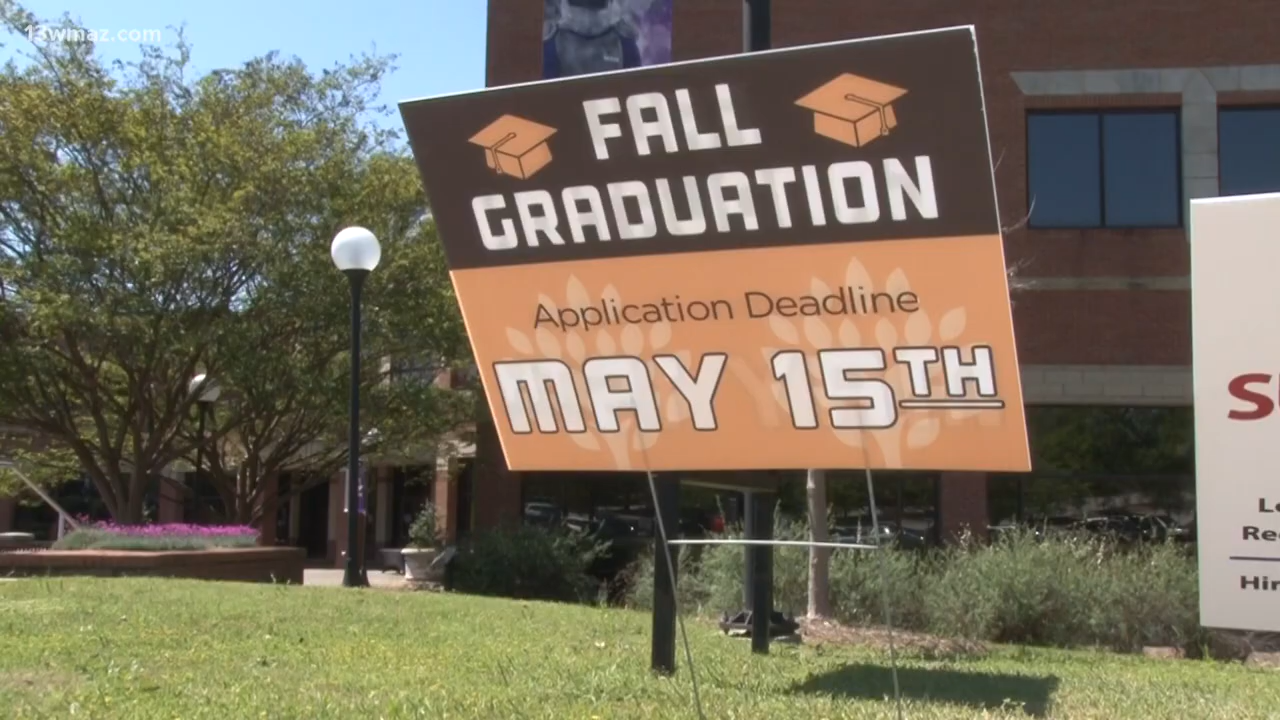 13wmaz.com
FALL
GRADUATION
Application Deadline
MAY 15TH